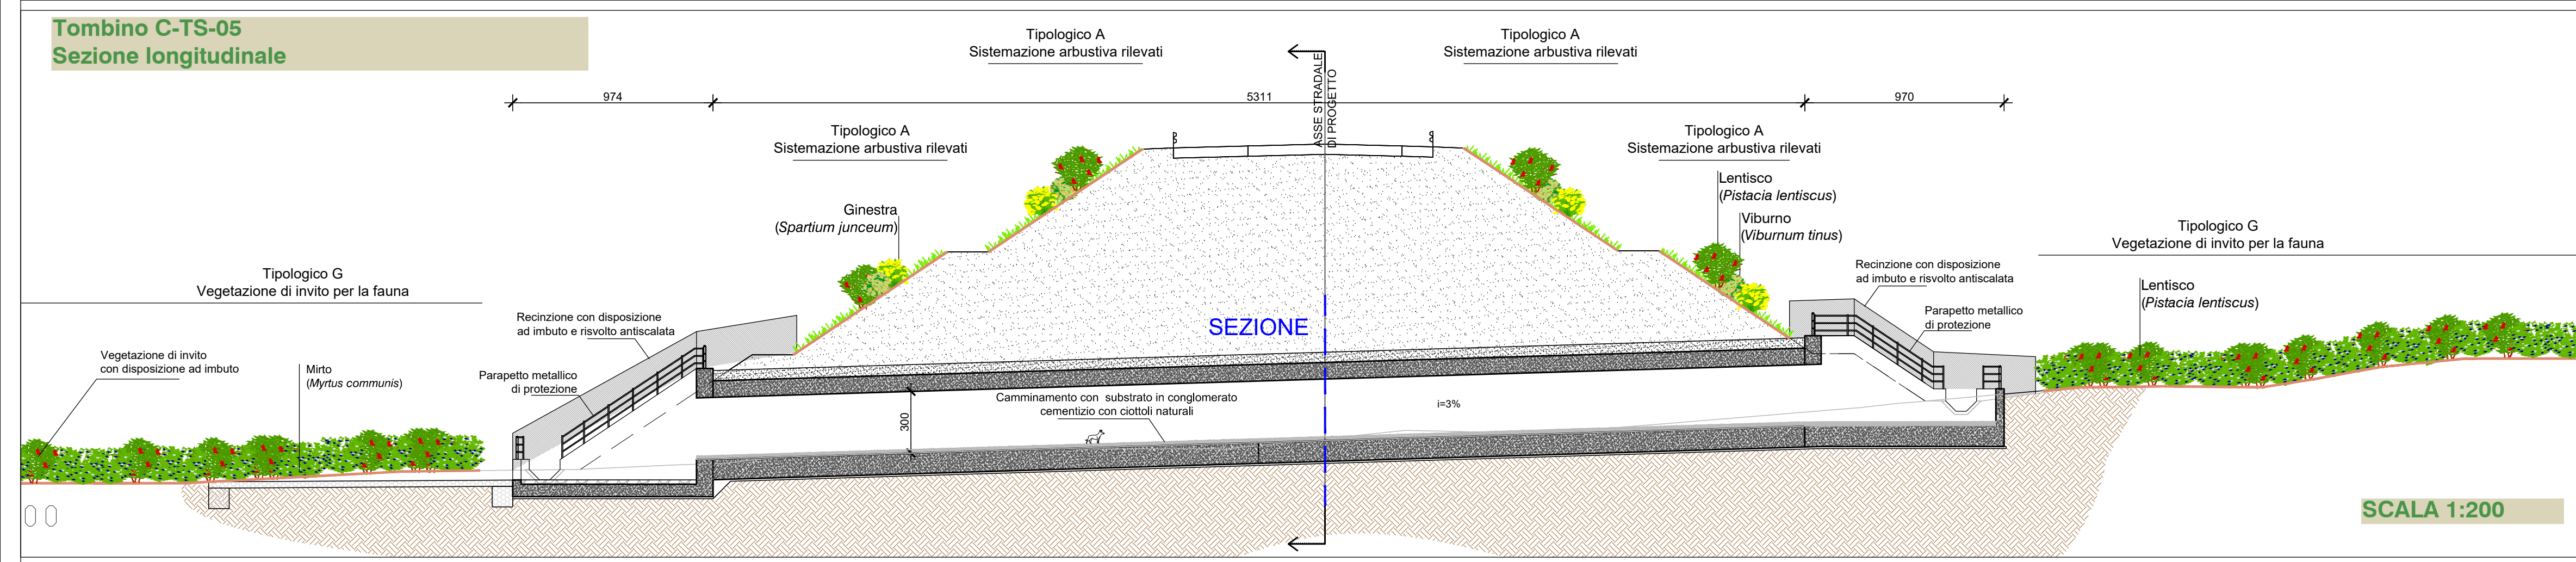 Tombino C-TS-05
Sezione longitudinale
Tipologico A
Sistemazione arbustiva rilevati
Tipologico A
Sistemazione arbustiva rilevati
ASSE STRADALE
DI PROGETTO
974
5311
970
Tipologico A
Sistemazione arbustiva rilevati
Tipologico A
Sistemazione arbustiva rilevati
Ginestra
(Spartium junceum)
Lentisco
(Pistacia lentiscus)
Viburno
(Viburnum tinus)
Tipologico G
Vegetazione di invito per la fauna
Tipologico G
Vegetazione di invito per la fauna
Recinzione con disposizione
ad imbuto e risvolto antiscalata
Recinzione con disposizione
ad imbuto e risvolto antiscalata
Lentisco
(Pistacia lentiscus)
Parapetto metallico
di protezione
SEZIONE
Vegetazione di invito
con disposizione ad imbuto
Mirto
(Myrtus communis)
Parapetto metallico
di protezione
300
Camminamento con substrato in conglomerato
cementizio con ciottoli naturali
i=3%
SCALA 1:200